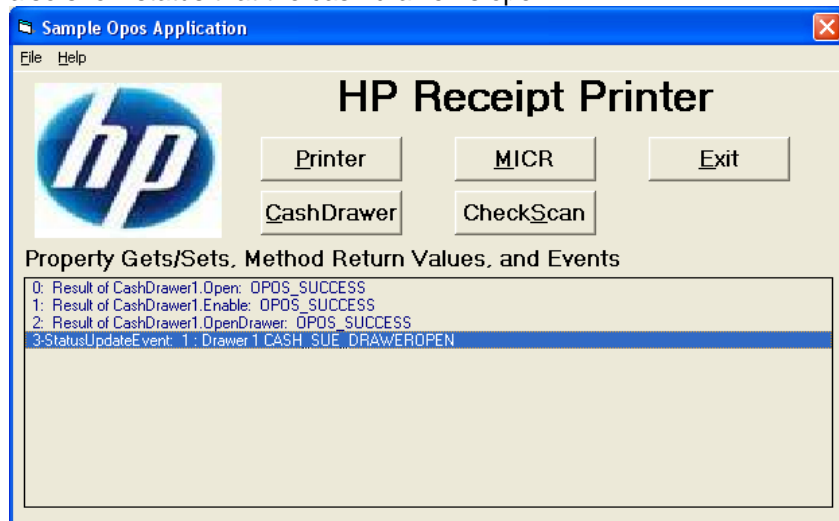 Sample Opos Application
File Help
hp
HP Receipt Printer
Printer MICR Exit
CashDrawer CheckScan
Property Gets/Sets, Method Return Values, and Events
0: Result of CashDrawer1.Open: OPOS_SUCCESS
1: Result of CashDrawer1.Enable: OPOS_SUCCESS
2: Result of CashDrawer1.OpenDrawer: OPOS_SUCCESS
3-StatusUpdateEvent: 1 : Drawer 1 CASH_SUE_DRAWEROPEN